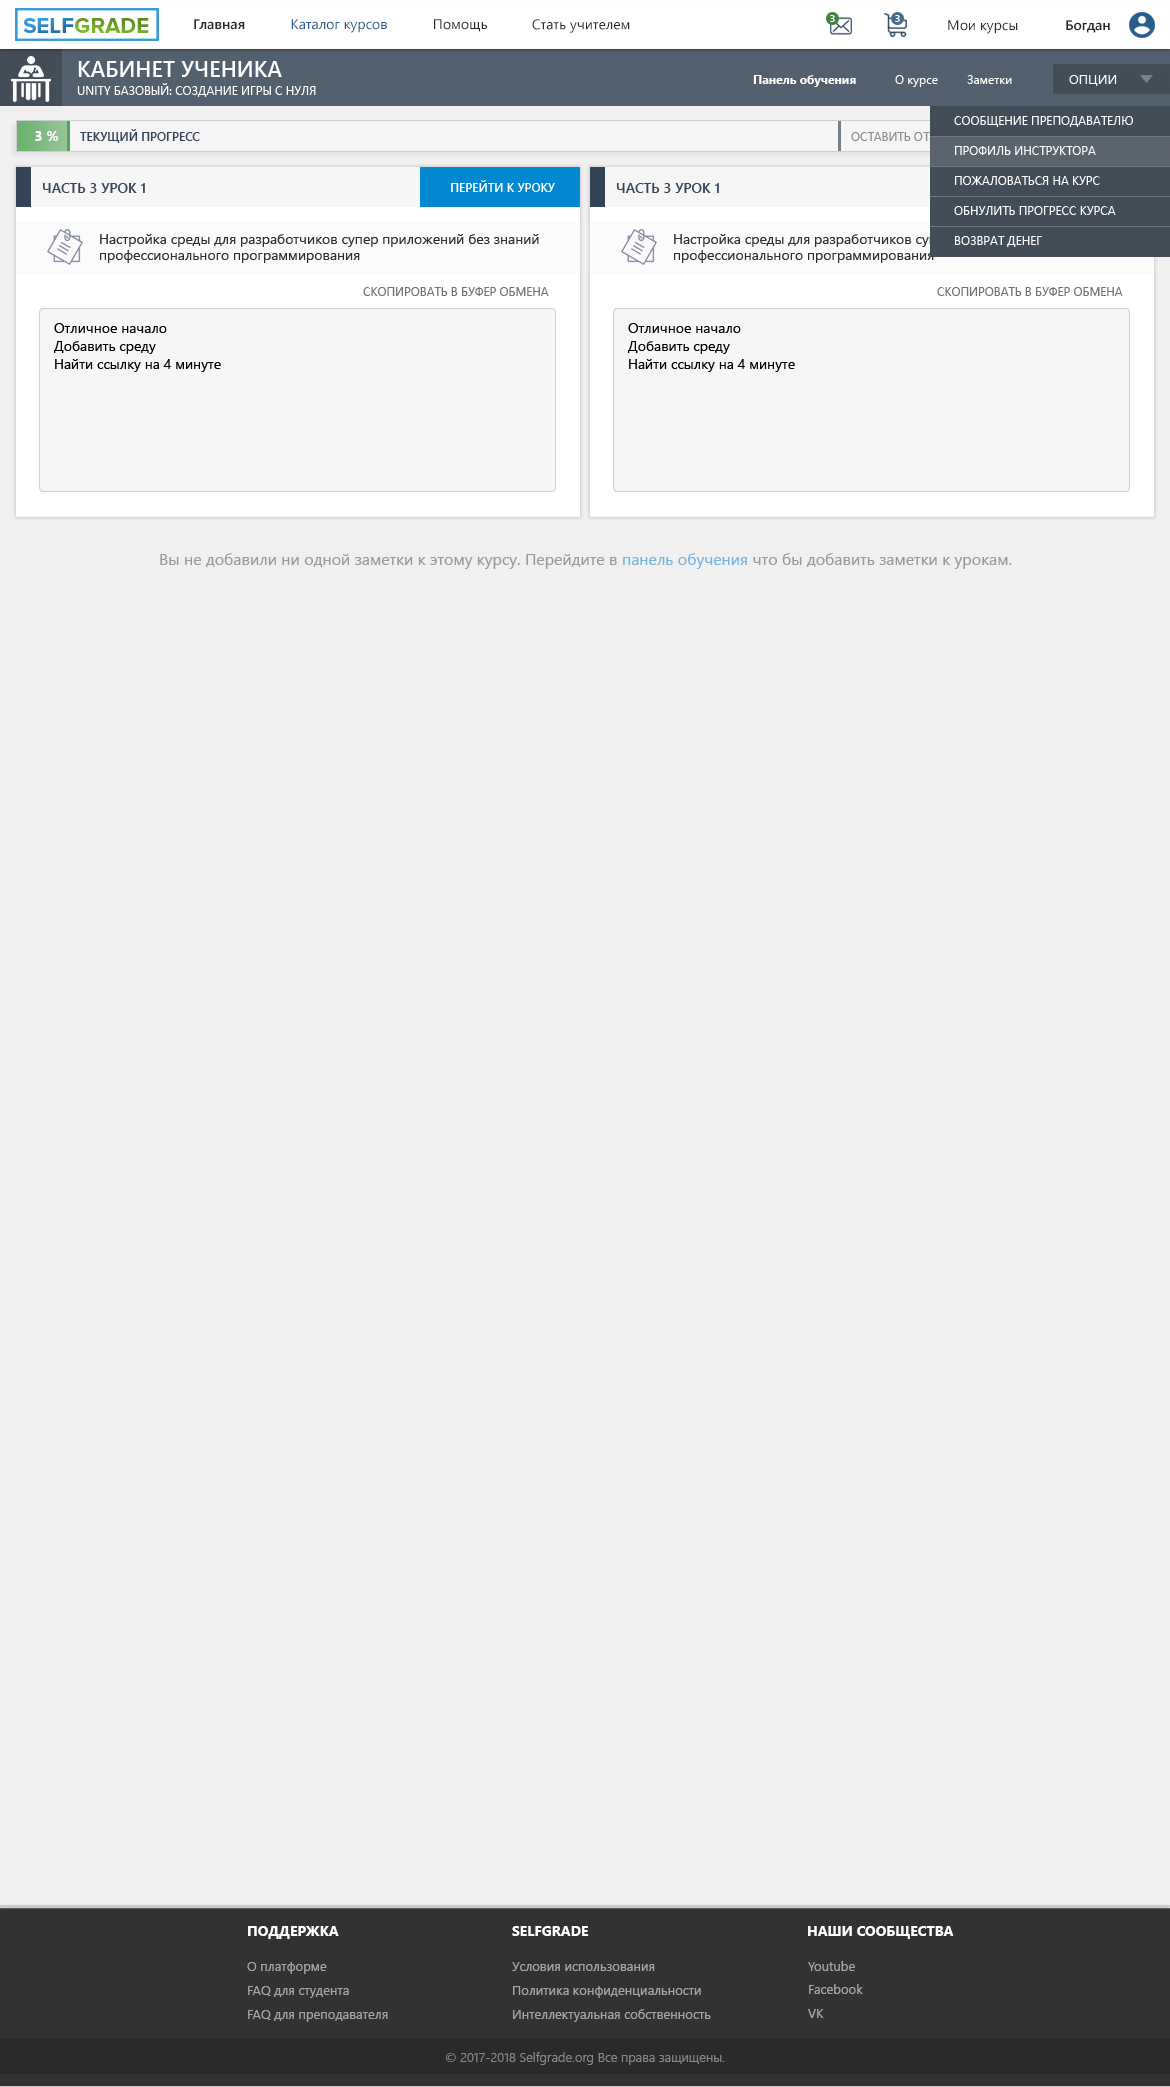 SELFGRADE Главная Каталог курсов Помощь Стать учителем 3 3 Мои курсы Богдан
КАБИНЕТ УЧЕНИКА
UNITY БАЗОВЫЙ: СОЗДАНИЕ ИГРЫ С НУЛЯ
Панель обучения О курсе Заметки ОПЦИИ
СООБЩЕНИЕ ПРЕПОДАВАТЕЛЮ
ПРОФИЛЬ ИНСТРУКТОРА
ПОЖАЛОВАТЬСЯ НА КУРС
ОБНУЛИТЬ ПРОГРЕСС КУРСА
ВОЗВРАТ ДЕНЕГ
3 % ТЕКУЩИЙ ПРОГРЕСС ОСТАВИТЬ
ЧАСТЬ 3 УРОК 1 ПЕРЕЙТИ К УРОКУ
Настройка среды для разработчиков супер приложений без знаний
профессионального программирования
СКОПИРОВАТЬ В БУФЕР ОБМЕНА
Отличное начало
Добавить среду
Найти ссылку на 4 минуте
ЧАСТЬ 3 УРОК 1
Настройка среды для разработчиков
профессионального программирования
СКОПИРОВАТЬ В БУФЕР ОБМЕНА
Отличное начало
Добавить среду
Найти ссылку на 4 минуте
Вы не добавили ни одной заметки к этому курсу. Перейдите в панель обучения что бы добавить заметки к урокам.
ПОДДЕРЖКА
О платформе
FAQ для студента
FAQ для преподавателя
SELFGRADE
Условия использования
Политика конфиденциальности
Интеллектуальная собственность
НАШИ СООБЩЕСТВА
Youtube
Facebook
VK
© 2017-2018 Selfgrade.org Все права защищены.